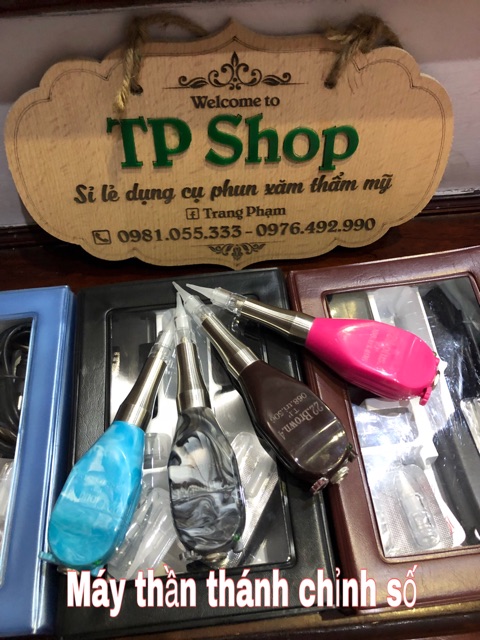 Welcome to
TP Shop
Sỉ lẻ dụng cụ phun xăm thẩm mỹ
Trang Phạm
0981.055.333 - 0976.492.990
Máy thần thánh chỉnh số